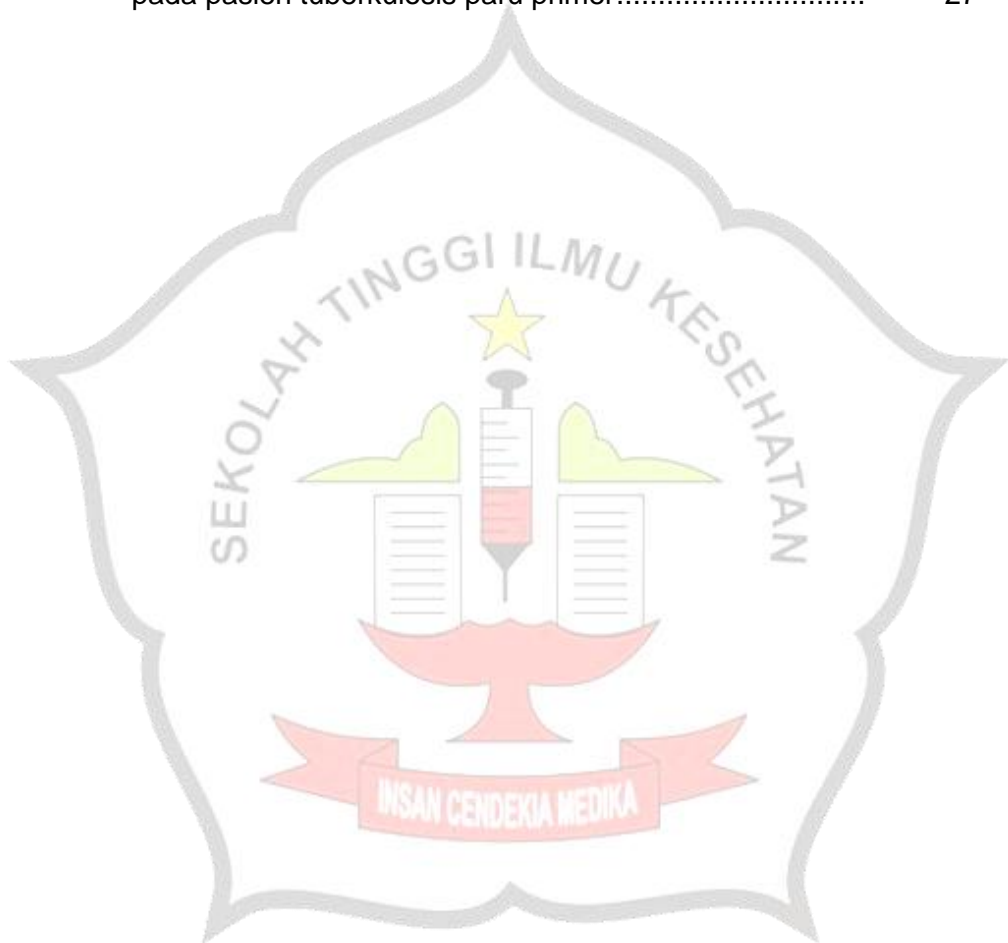 pada pasien tuberkulosis paru primer................................ 27
SEKOLAH TINGGI ILMU KESEHATAN
INSAN CENDEKIA MEDIKA